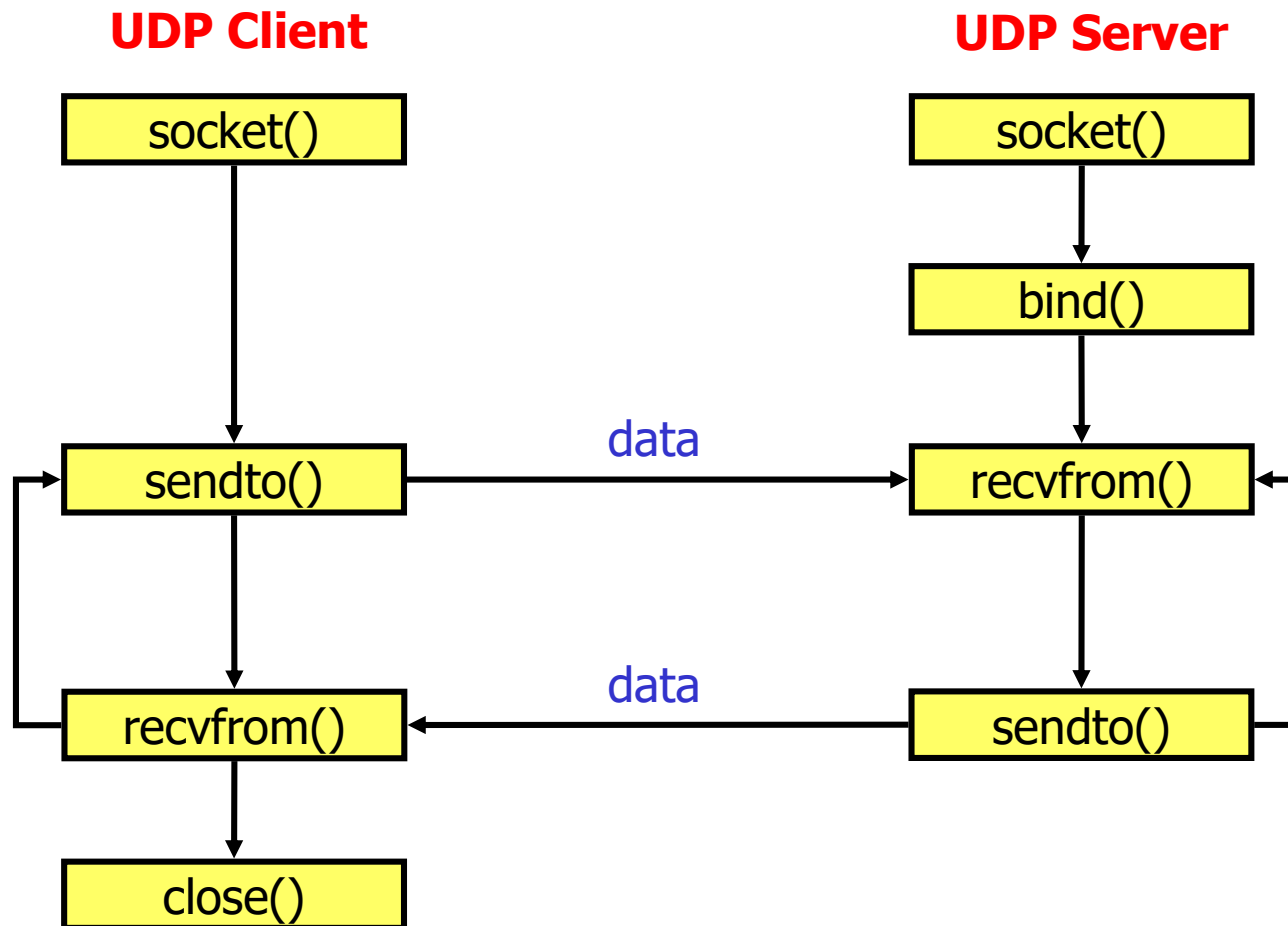 UDP Client
UDP Server
socket()
socket()
bind()
data
sendto()
recvfrom()
data
recvfrom()
sendto()
close()